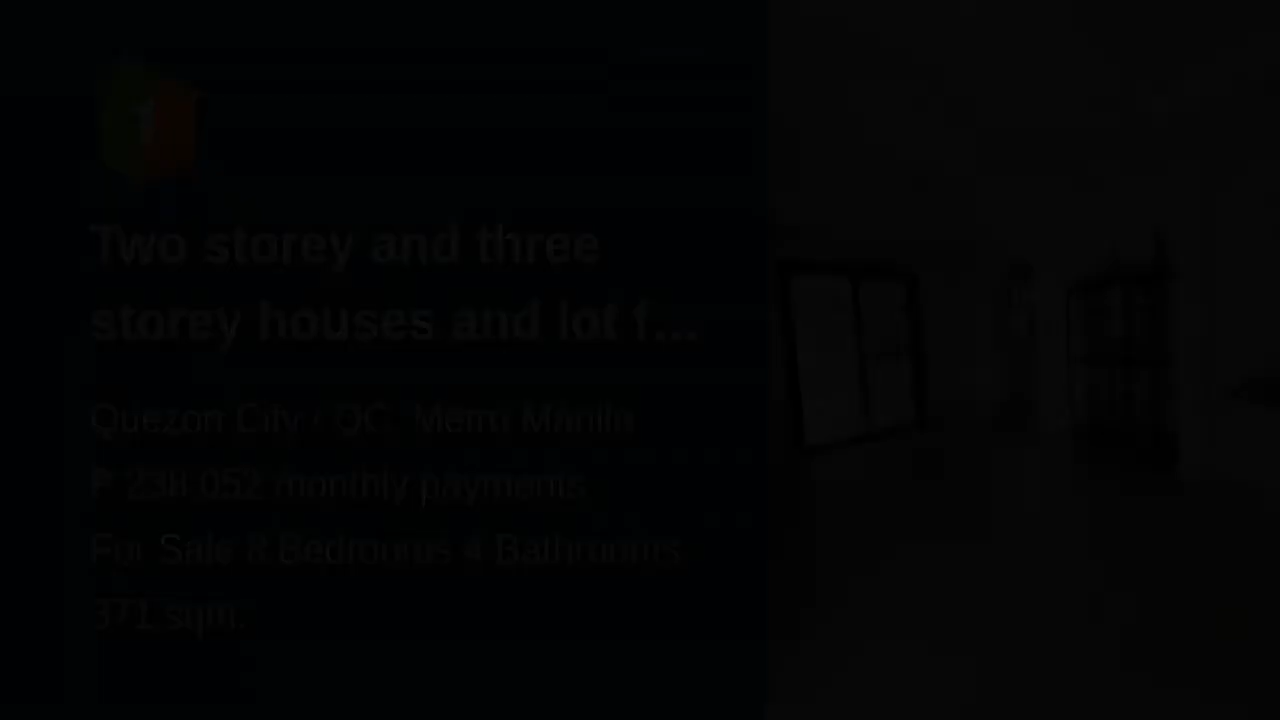 Two storey and three
storey houses and lot f...
Quezon City / QC, Metro Manila
₱ 238,052 monthly payments
For Sale 8 Bedrooms 4 Bathrooms
371 sqm.